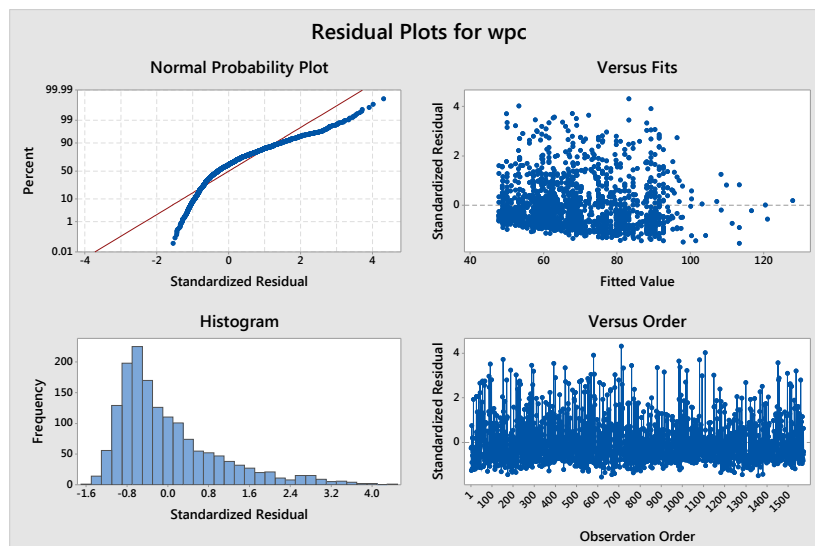 Residual Plots for wpc
Normal Probability Plot
Percent
99.99
99
90
50
10
1
0.01
-4 -2 0 2 4
Standardized Residual
Versus Fits
Standardized Residual
4
2
0
40 60 80 100 120
Fitted Value
Histogram
Frequency
200
150
100
50
0
-1.6 -0.8 0.0 0.8 1.6 2.4 3.2 4.0
Standardized Residual
Versus Order
Standardized Residual
4
2
0
1 100 200 300 400 500 600 700 800 900 1000 1100 1200 1300 1400 1500
Observation Order